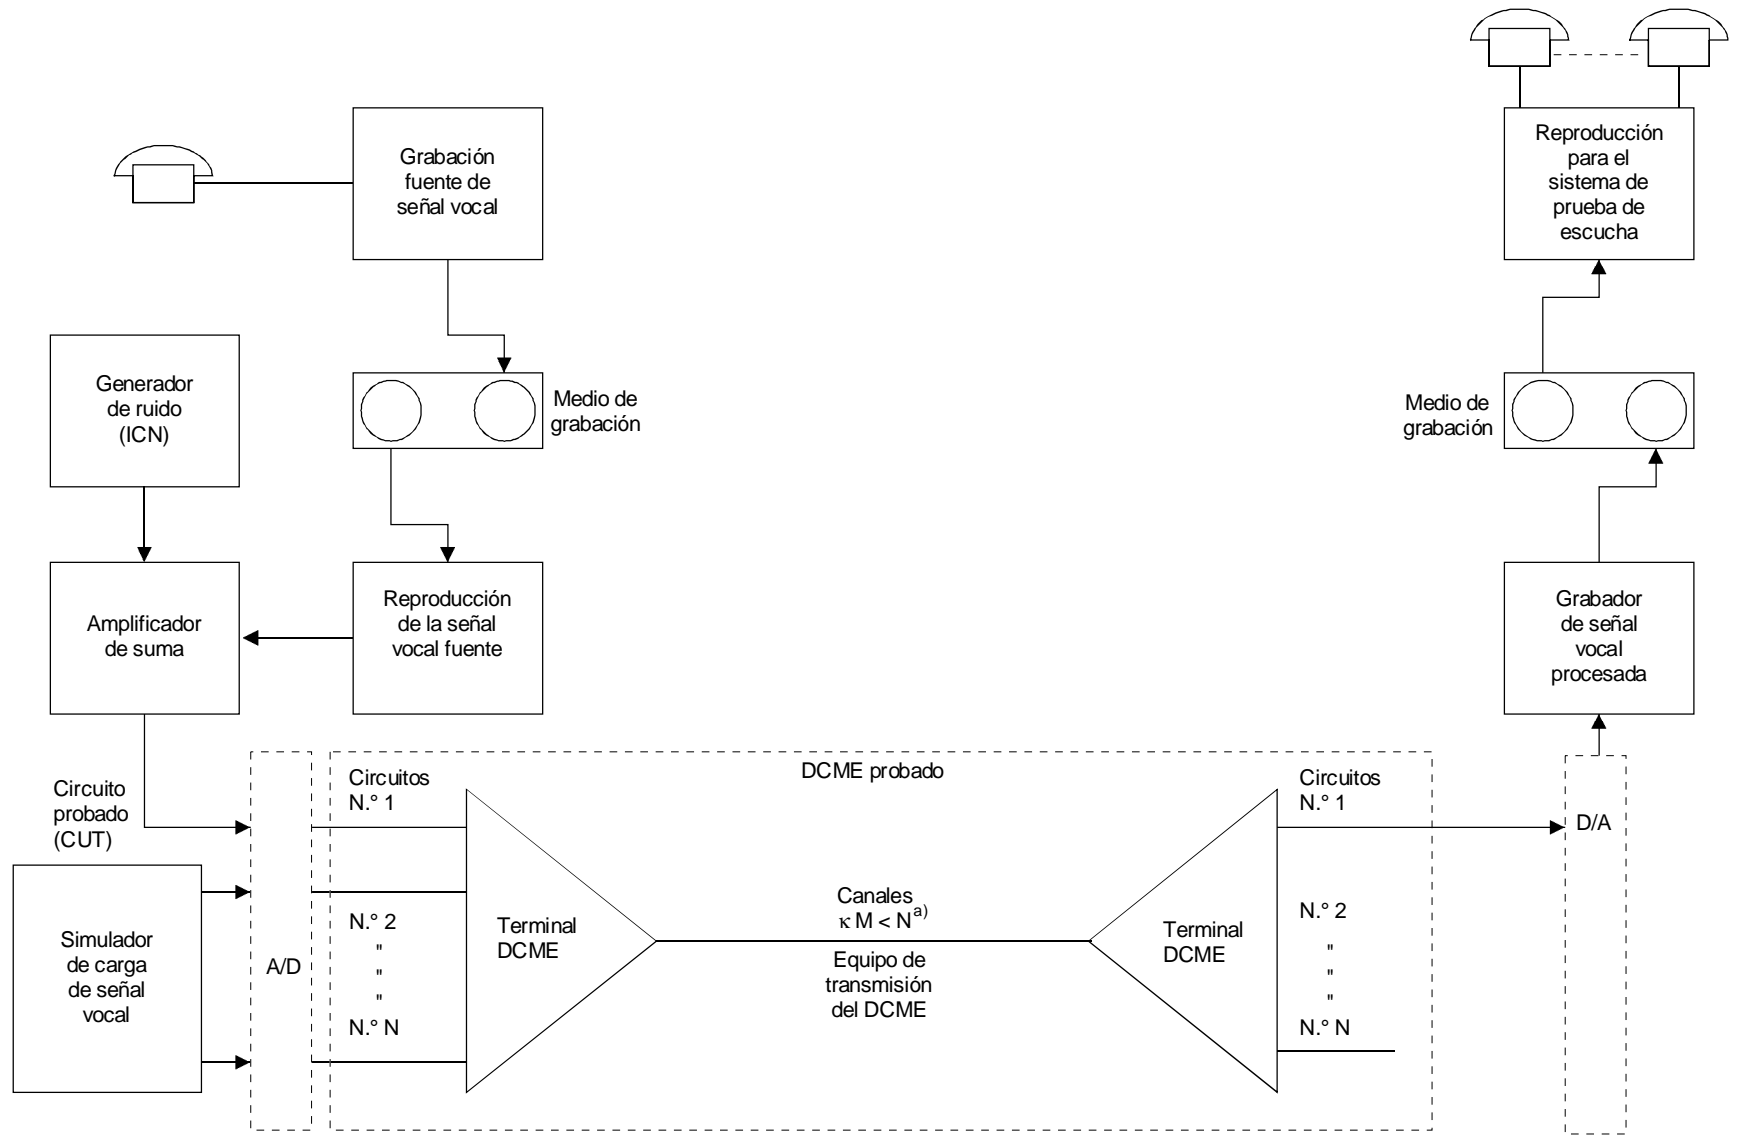 Grabación
fuente de
señal vocal
Reproducción
para el
sistema de
prueba de
escucha
Generador
de ruido
(ICN)
Medio de
grabación
Medio de
grabación
Amplificador
de suma
Reproducción
de la señal
vocal fuente
Grabador
de señal
vocal
procesada
Circuito
probado
(CUT)
Circuitos
N.° 1
DCME probado
Circuitos
N.° 1
D/A
Simulador
de carga
de señal
vocal
A/D
N.° 2
"
"
"
N.° N
Terminal
DCME
Canales
κ M < N a)
Equipo de
transmisión
del DCME
Terminal
DCME
N.° 2
"
"
"
N.° N